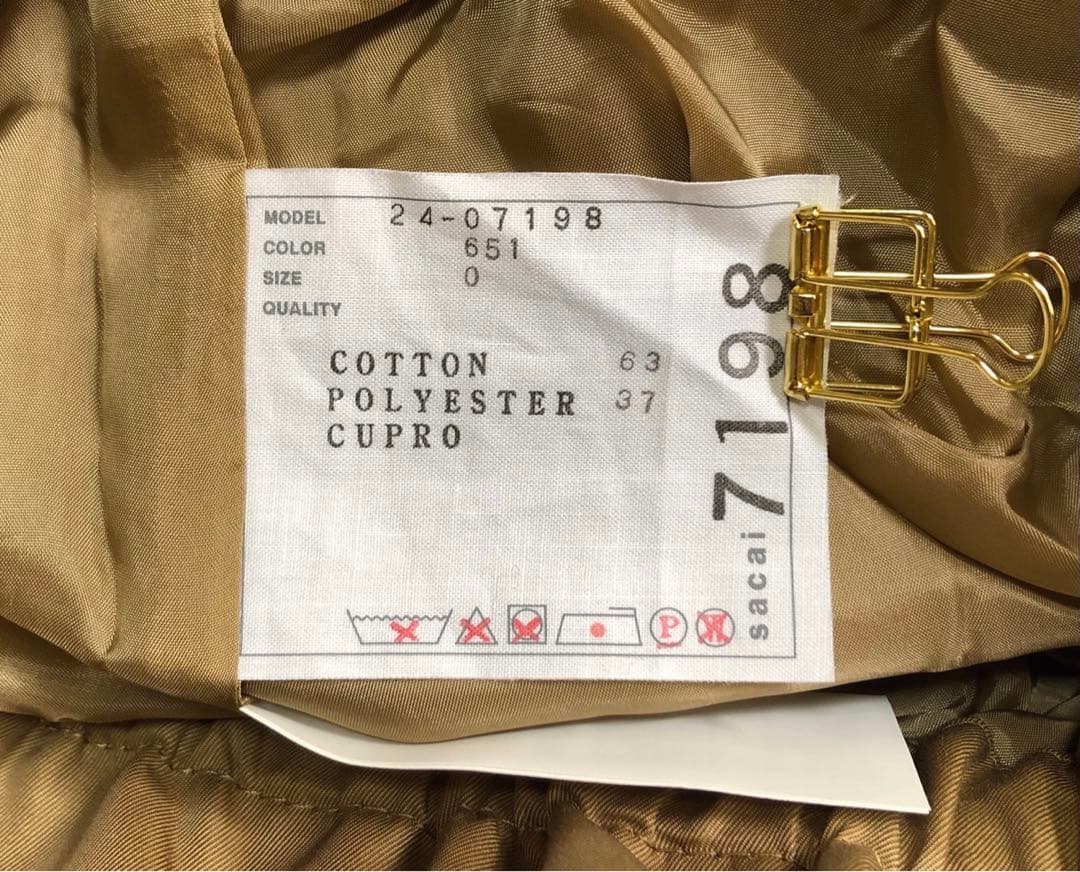 MODEL 24-07198
COLOR 651
SIZE 0
QUALITY
COTTON 63
POLYESTER 37
CUPRO
P
W
sacai 7198